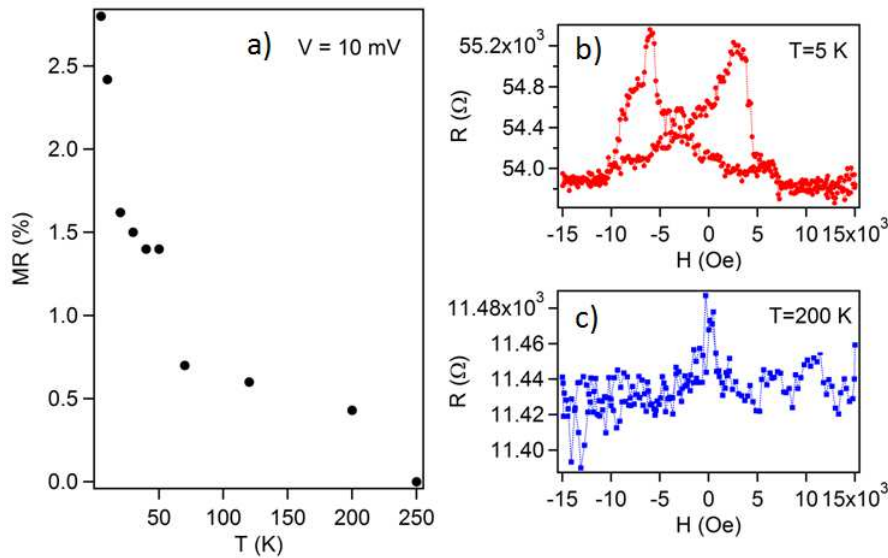 a)
V = 10 mV
2.5
2.0
1.5
1.0
0.5
0.0
MR (%)
50
100
150
200
250
T (K)
b)
T=5 K
55.2x10³
54.8
54.4
54.0
R (Ω)
-15
-10
-5
0
5
10
15x10³
H (Oe)
c)
T=200 K
11.48x10³
11.46
11.44
11.42
11.40
R (Ω)
-15
-10
-5
0
5
10
15x10³
H (Oe)